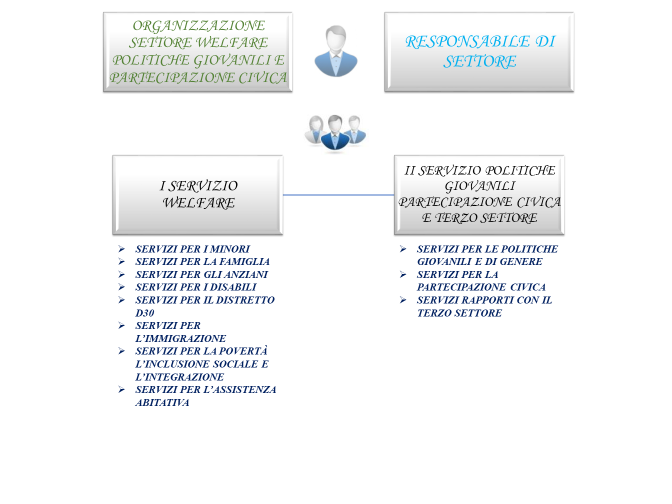 ORGANIZZAZIONE
SETTORE WELFARE
POLITICHE GIOVANILI E
PARTECIPAZIONE CIVICA
RESPONSABILE DI
SETTORE
I SERVIZIO
WELFARE
II SERVIZIO POLITICHE
GIOVANILI
PARTECIPAZIONE CIVICA
E TERZO SETTORE
SERVIZI PER I MINORI
SERVIZI PER LA FAMIGLIA
SERVIZI PER GLI ANZIANI
SERVIZI PER I DISABILI
SERVIZI PER IL DISTRETTO
D30
SERVIZI PER
L'IMMIGRAZIONE
SERVIZI PER LA POVERTÀ
L'INCLUSIONE SOCIALE E
L'INTEGRAZIONE
SERVIZI PER L'ASSISTENZA
ABITATIVA
SERVIZI PER LE POLITICHE
GIOVANILI E DI GENERE
SERVIZI PER LA
PARTECIPAZIONE CIVICA
SERVIZI RAPPORTI CON IL
TERZO SETTORE